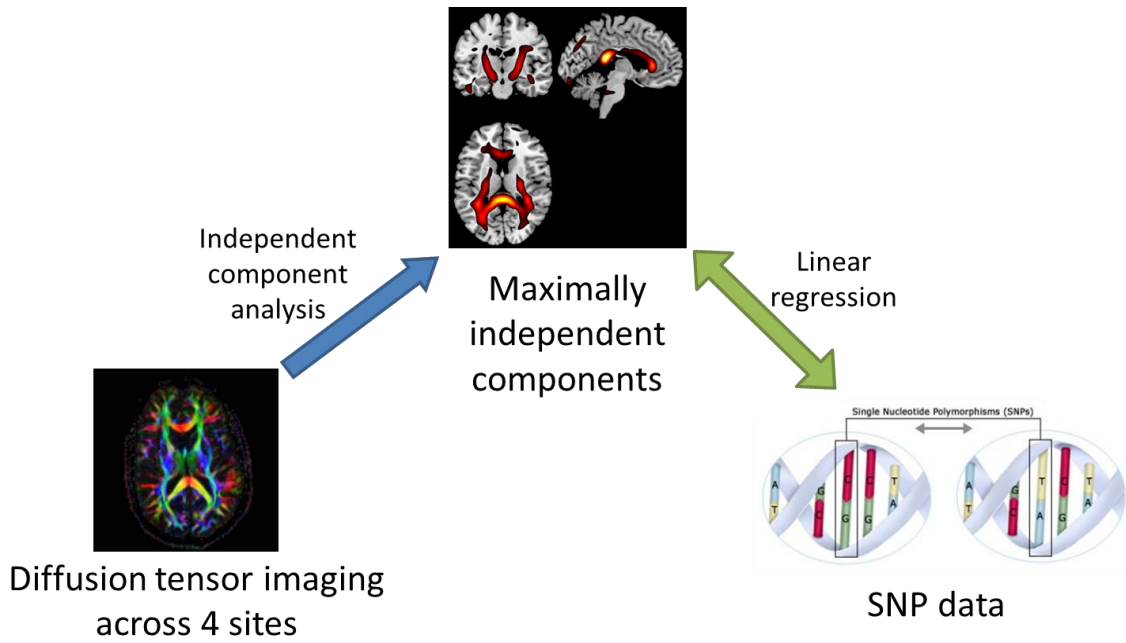 Independent
component
analysis
Maximally
independent
components
Linear
regression
Diffusion tensor imaging
across 4 sites
Single Nucleotide Polymorphisms (SNPs)
A
T
G
C
C
G
C
G
T
A
A
T
G
C
T
A
C
G
T
A
SNP data